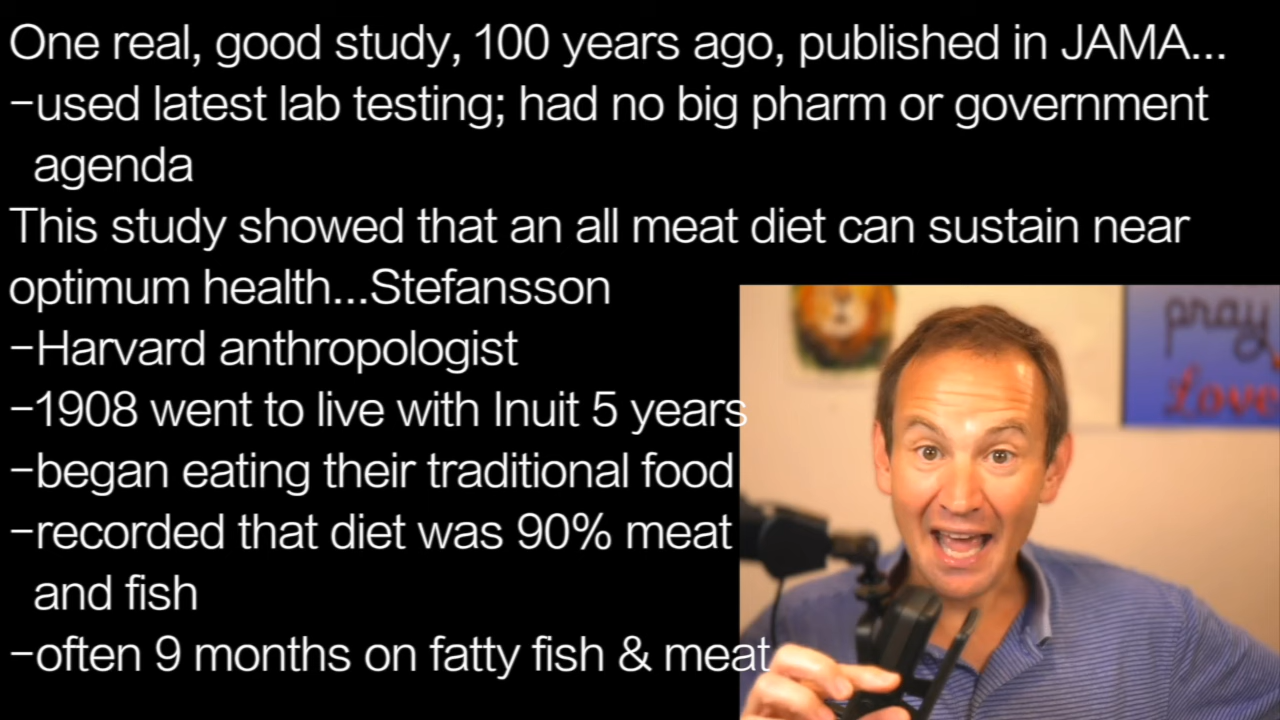 One real, good study, 100 years ago, published in JAMA...
-used latest lab testing; had no big pharm or government
agenda
This study showed that an all meat diet can sustain near
optimum health...Stefansson
-Harvard anthropologist
-1908 went to live with Inuit 5 years
-began eating their traditional food
-recorded that diet was 90% meat
and fish
-often 9 months on fatty fish & meat
pray
Love